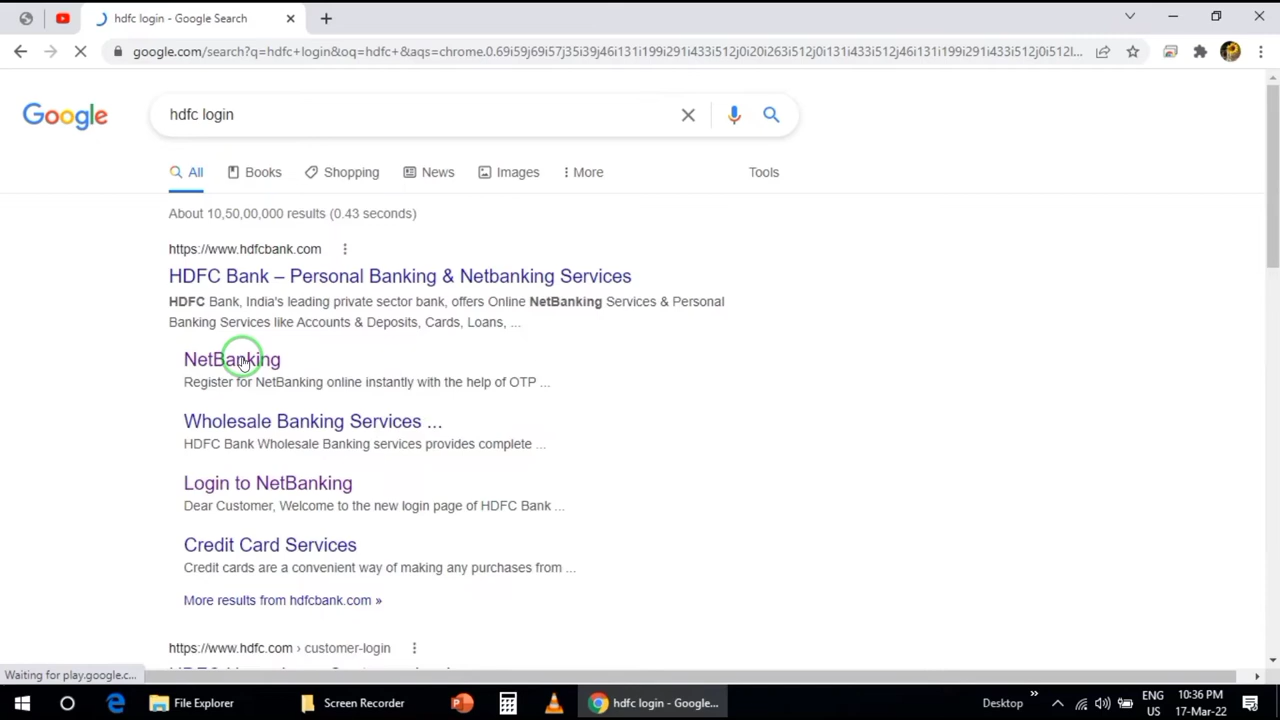 hdfc login - Google Search
google.com/search?q=hdfc+login&oq=hdfc+&aqs=chrome.0.69i59j69i57j35i39j46i131i199i291i433i512j0i20i263i512j0i131i433i512j46i131i199i291i433i512j0i512l...
Google
hdfc login
All
Books
Shopping
News
Images
More
Tools
About 10,50,00,000 results (0.43 seconds)
https://www.hdfcbank.com
HDFC Bank – Personal Banking & Netbanking Services
HDFC Bank, India's leading private sector bank, offers Online NetBanking Services & Personal
Banking Services like Accounts & Deposits, Cards, Loans, ...
NetBanking
Register for NetBanking online instantly with the help of OTP ...
Wholesale Banking Services ...
HDFC Bank Wholesale Banking services provides complete ...
Login to NetBanking
Dear Customer, Welcome to the new login page of HDFC Bank ...
Credit Card Services
Credit cards are a convenient way of making any purchases from ...
More results from hdfcbank.com »
https://www.hdfc.com › customer-login
Waiting for play.google.c...
File Explorer
Screen Recorder
hdfc login - Google...
Desktop
ENG
US
10:36 PM
17-Mar-22